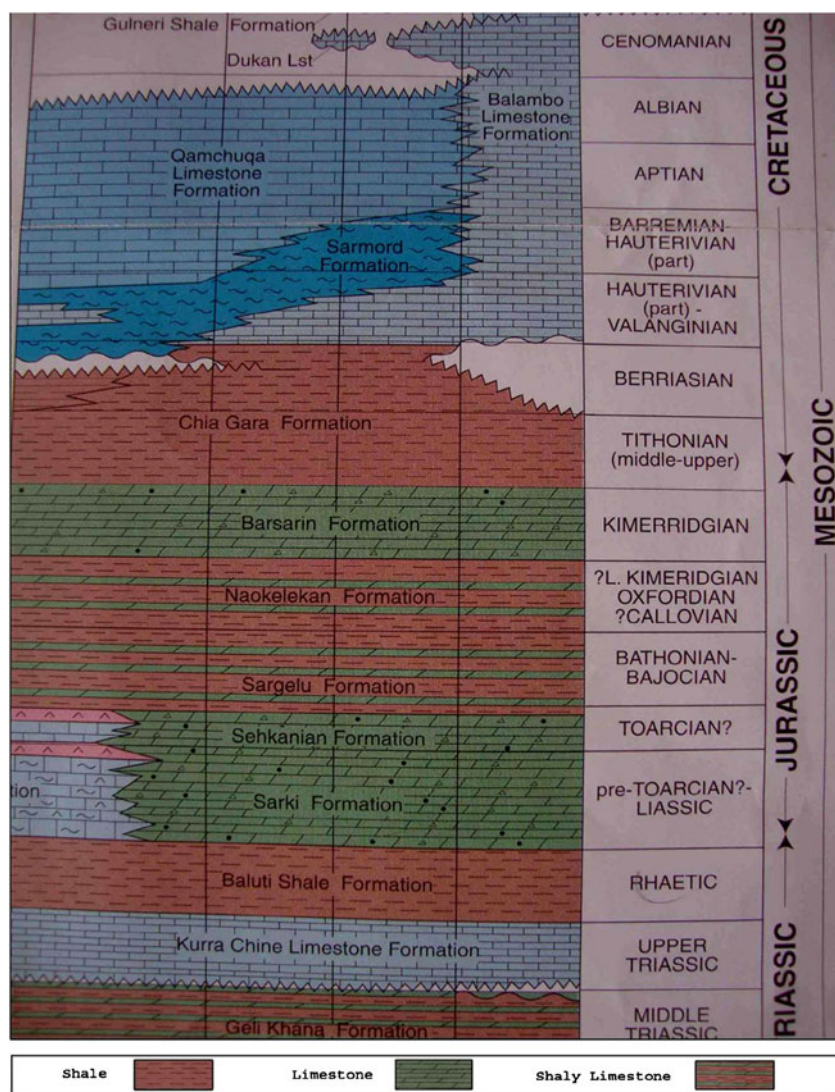 Gulneri Shale Formation
Dukan Lst
CENOMANIAN
Balambo
Limestone
Formation
ALBIAN
Qamchuqa
Limestone
Formation
APTIAN
CRETACEOUS
Sarmord
Formation
BARREMIAN-
HAUTERIVIAN
(part)
HAUTERIVIAN
(part) -
VALANGINIAN
BERRIASIAN
Chia Gara Formation
TITHONIAN
(middle-upper)
MESOZOIC
Barsarin Formation
KIMERRIDGIAN
Naokelekan Formation
?L. KIMERIDGIAN
OXFORDIAN
?CALLOVIAN
Sargelu Formation
BATHONIAN-
BAJOCIAN
JURASSIC
Sehkanian Formation
TOARCIAN?
tion
Sarki Formation
pre-TOARCIAN?-
LIASSIC
Baluti Shale Formation
RHAETIC
Kurra Chine Limestone Formation
UPPER
TRIASSIC
RIASSIC
Geli Khana Formation
MIDDLE
TRIASSIC
Shale
Limestone
Shaly Limestone